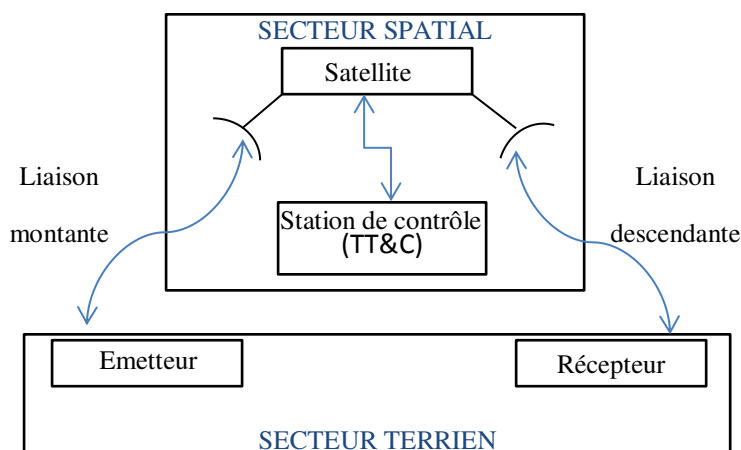 SECTEUR SPATIAL
Satellite
Liaison
montante
Liaison
descendante
Station de contrôle
(TT&C)
Emetteur
Récepteur
SECTEUR TERRIEN